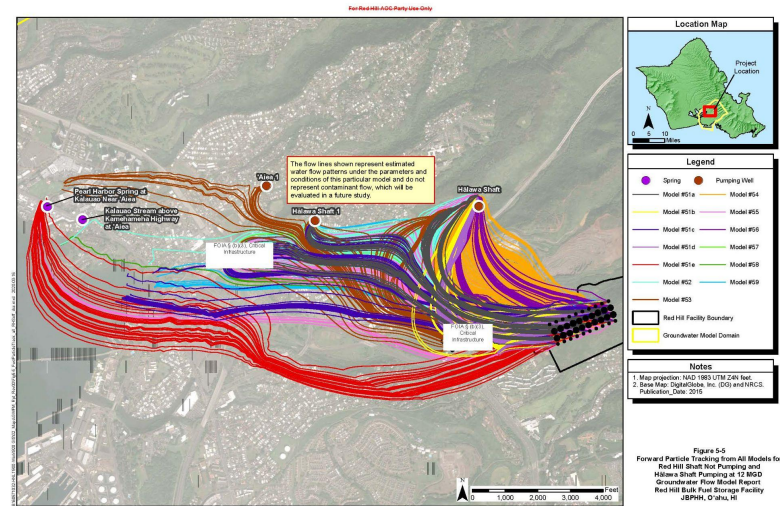 For Red Hill AOC Party Use Only
'Aiea 1
The flow lines shown represent estimated
water flow patterns under the parameters and
conditions of this particular model and do not
represent contaminant flow, which will be
evaluated in a future study.
Hālawa Shaft
Pearl Harbor Spring at
Kalauao Near 'Aiea
Kalauao Stream above
Kamehameha Highway
at 'Aiea
Hālawa Shaft 1
FOIA § (b)(3), Critical
Infrastructure
FOIA § (b)(3),
Critical
Infrastructure
N
Feet
0 1,000 2,000 3,000 4,000
Location Map
Project
Location
N
0 5 10
Miles
Legend
Spring
Pumping Well
Model #51a
Model #54
Model #51b
Model #55
Model #51c
Model #56
Model #51d
Model #57
Model #51e
Model #58
Model #52
Model #59
Model #53
Red Hill Facility Boundary
Groundwater Model Domain
Notes
1. Map projection: NAD 1983 UTM Z4N feet.
2. Base Map: DigitalGlobe, Inc. (DG) and NRCS.
Publication_Date: 2015
Figure 5-5
Forward Particle Tracking from All Models for
Red Hill Shaft Not Pumping and
Hālawa Shaft Pumping at 12 MGD
Groundwater Flow Model Report
Red Hill Bulk Fuel Storage Facility
JBPHH, O'ahu, HI